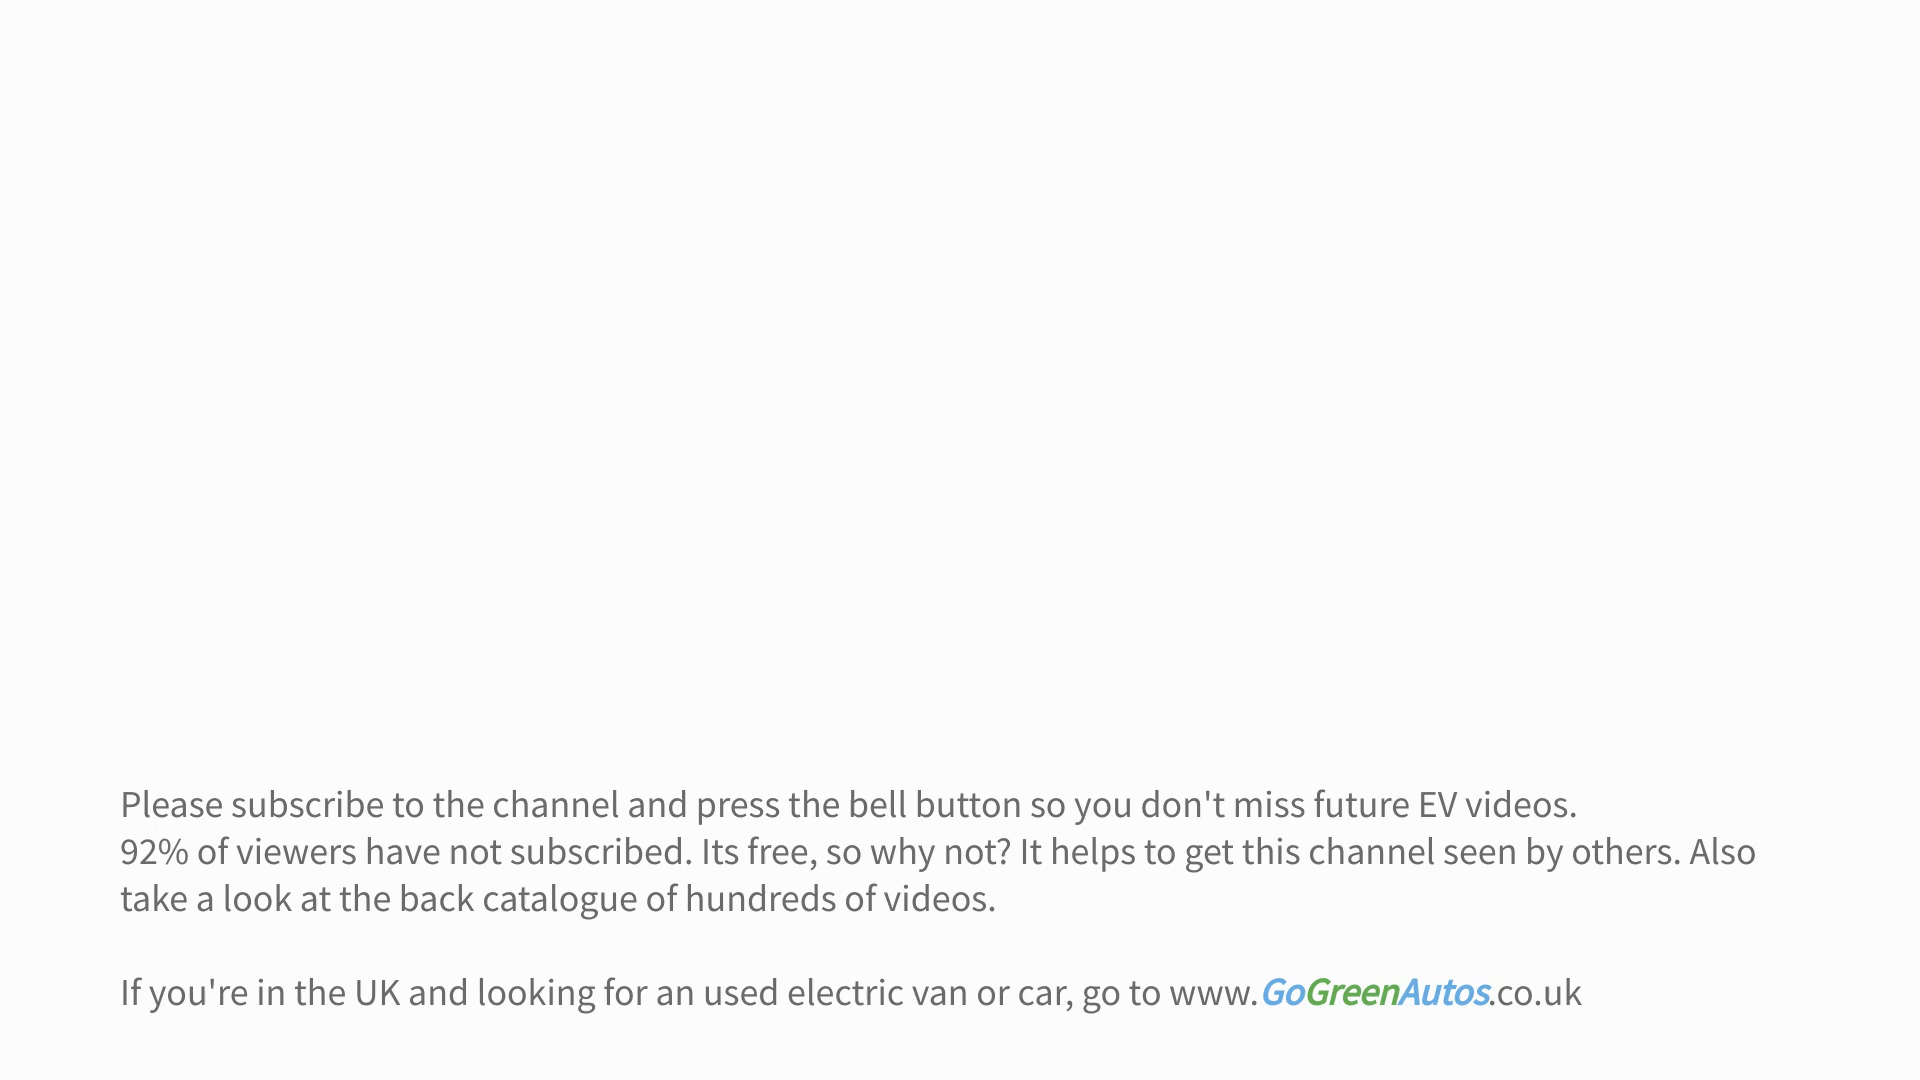 Please subscribe to the channel and press the bell button so you don't miss future EV videos.
92% of viewers have not subscribed. Its free, so why not? It helps to get this channel seen by others. Also
take a look at the back catalogue of hundreds of videos.
If you're in the UK and looking for an used electric van or car, go to www.GoGreenAutos.co.uk